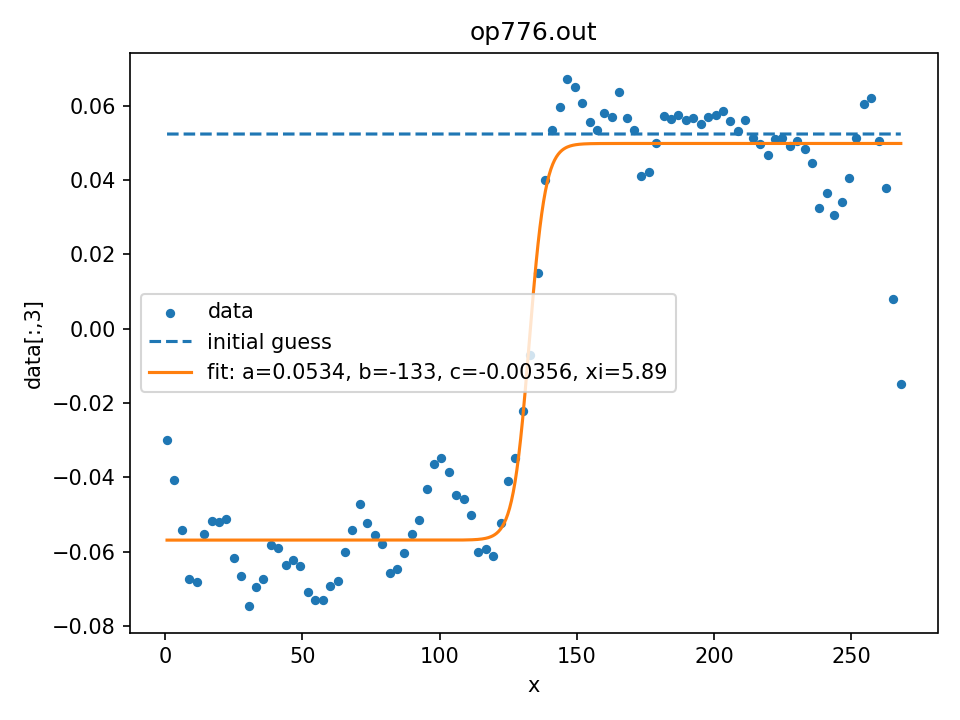 op776.out
0.06
0.04
0.02
0.00
−0.02
−0.04
−0.06
−0.08
data[:,3]
data
initial guess
fit: a=0.0534, b=-133, c=-0.00356, xi=5.89
0 50 100 150 200 250
x